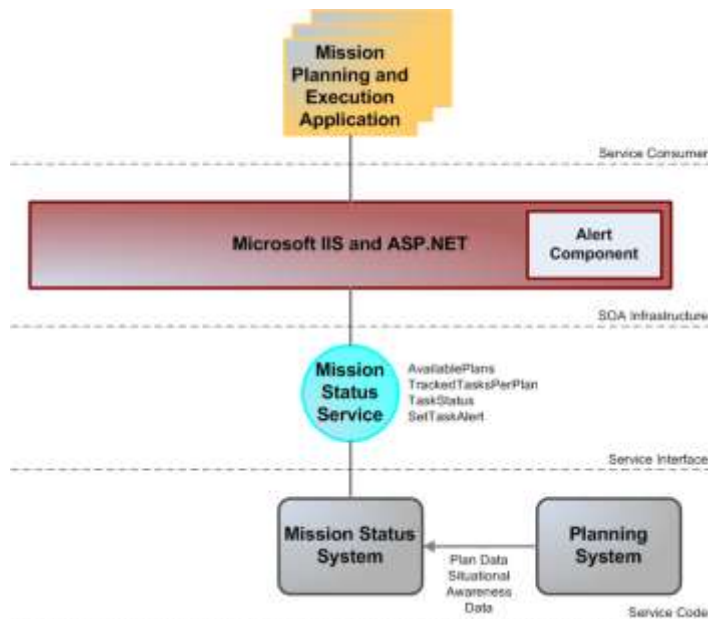 Mission
Planning and
Execution
Application
Service Consumer
Microsoft IIS and ASP.NET
Alert
Component
SOA Infrastructure
Mission
Status
Service
AvailablePlans
TrackedTasksPerPlan
TaskStatus
SetTaskAlert
Service Interface
Mission Status
System
Planning
System
Plan Data
Situational
Awareness
Data
Service Code